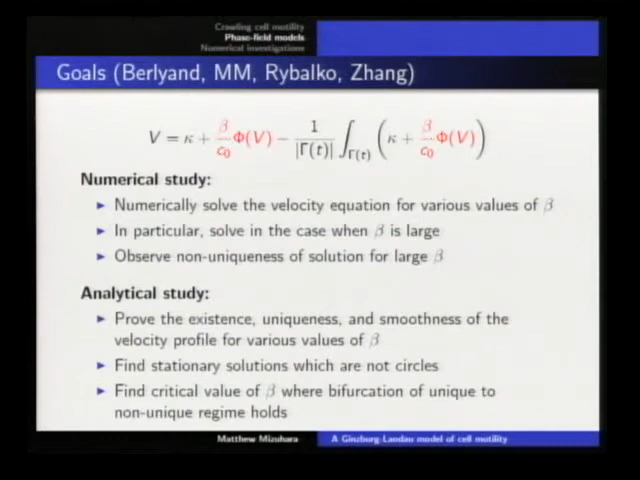 Crawling cell motility
Phase-field models
Numerical investigations
Goals (Berlyand, MM, Rybalko, Zhang)
V = κ + β/c₀ Φ(V) − 1/|Γ(t)| ∫_Γ(t) (κ + β/c₀ Φ(V))
Numerical study:
Numerically solve the velocity equation for various values of β
In particular, solve in the case when β is large
Observe non-uniqueness of solution for large β
Analytical study:
Prove the existence, uniqueness, and smoothness of the
velocity profile for various values of β
Find stationary solutions which are not circles
Find critical value of β where bifurcation of unique to
non-unique regime holds
Matthew Mizuhara A Ginzburg-Landau model of cell motility